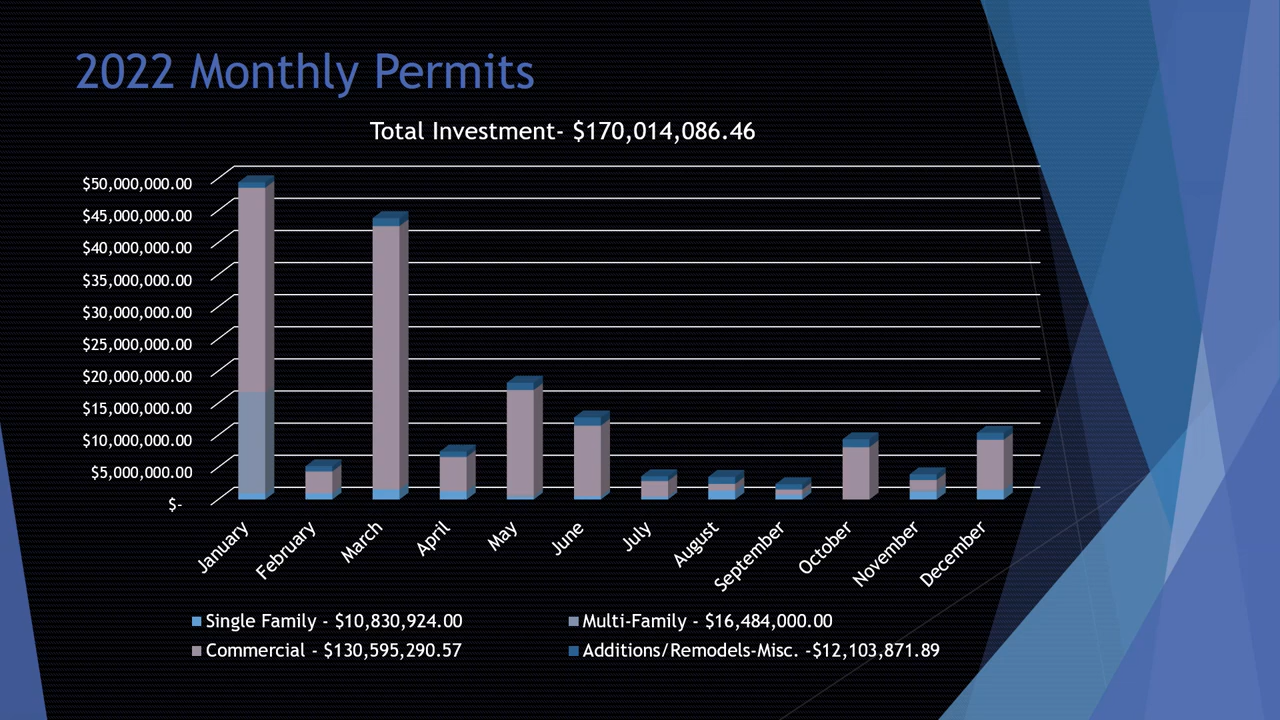 2022 Monthly Permits
Total Investment- $170,014,086.46
$50,000,000.00
$45,000,000.00
$40,000,000.00
$35,000,000.00
$30,000,000.00
$25,000,000.00
$20,000,000.00
$15,000,000.00
$10,000,000.00
$5,000,000.00
$-
January
February
March
April
May
June
July
August
September
October
November
December
Single Family - $10,830,924.00
Multi-Family - $16,484,000.00
Commercial - $130,595,290.57
Additions/Remodels-Misc. -$12,103,871.89